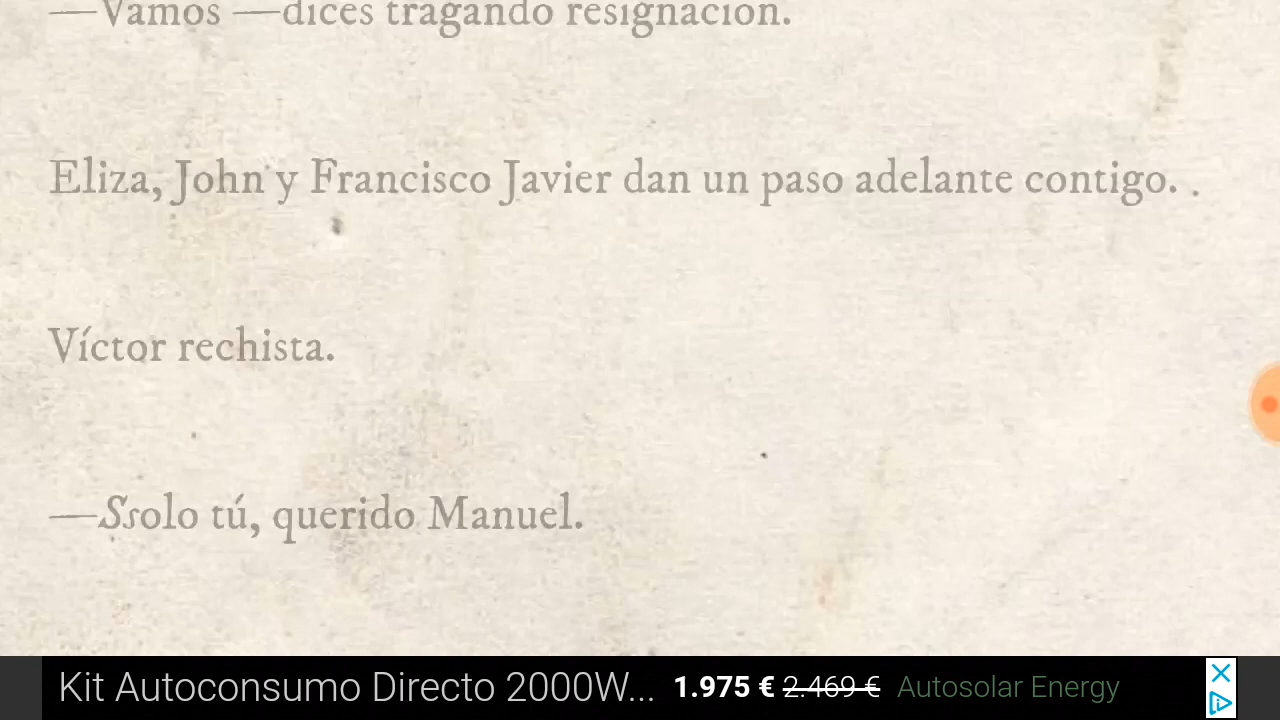 —Vamos —dices tragando resignación.
Eliza, John y Francisco Javier dan un paso adelante contigo. .
Víctor rechista.
—Ssolo tú, querido Manuel.
Kit Autoconsumo Directo 2000W... 1.975 € 2.469 € Autosolar Energy